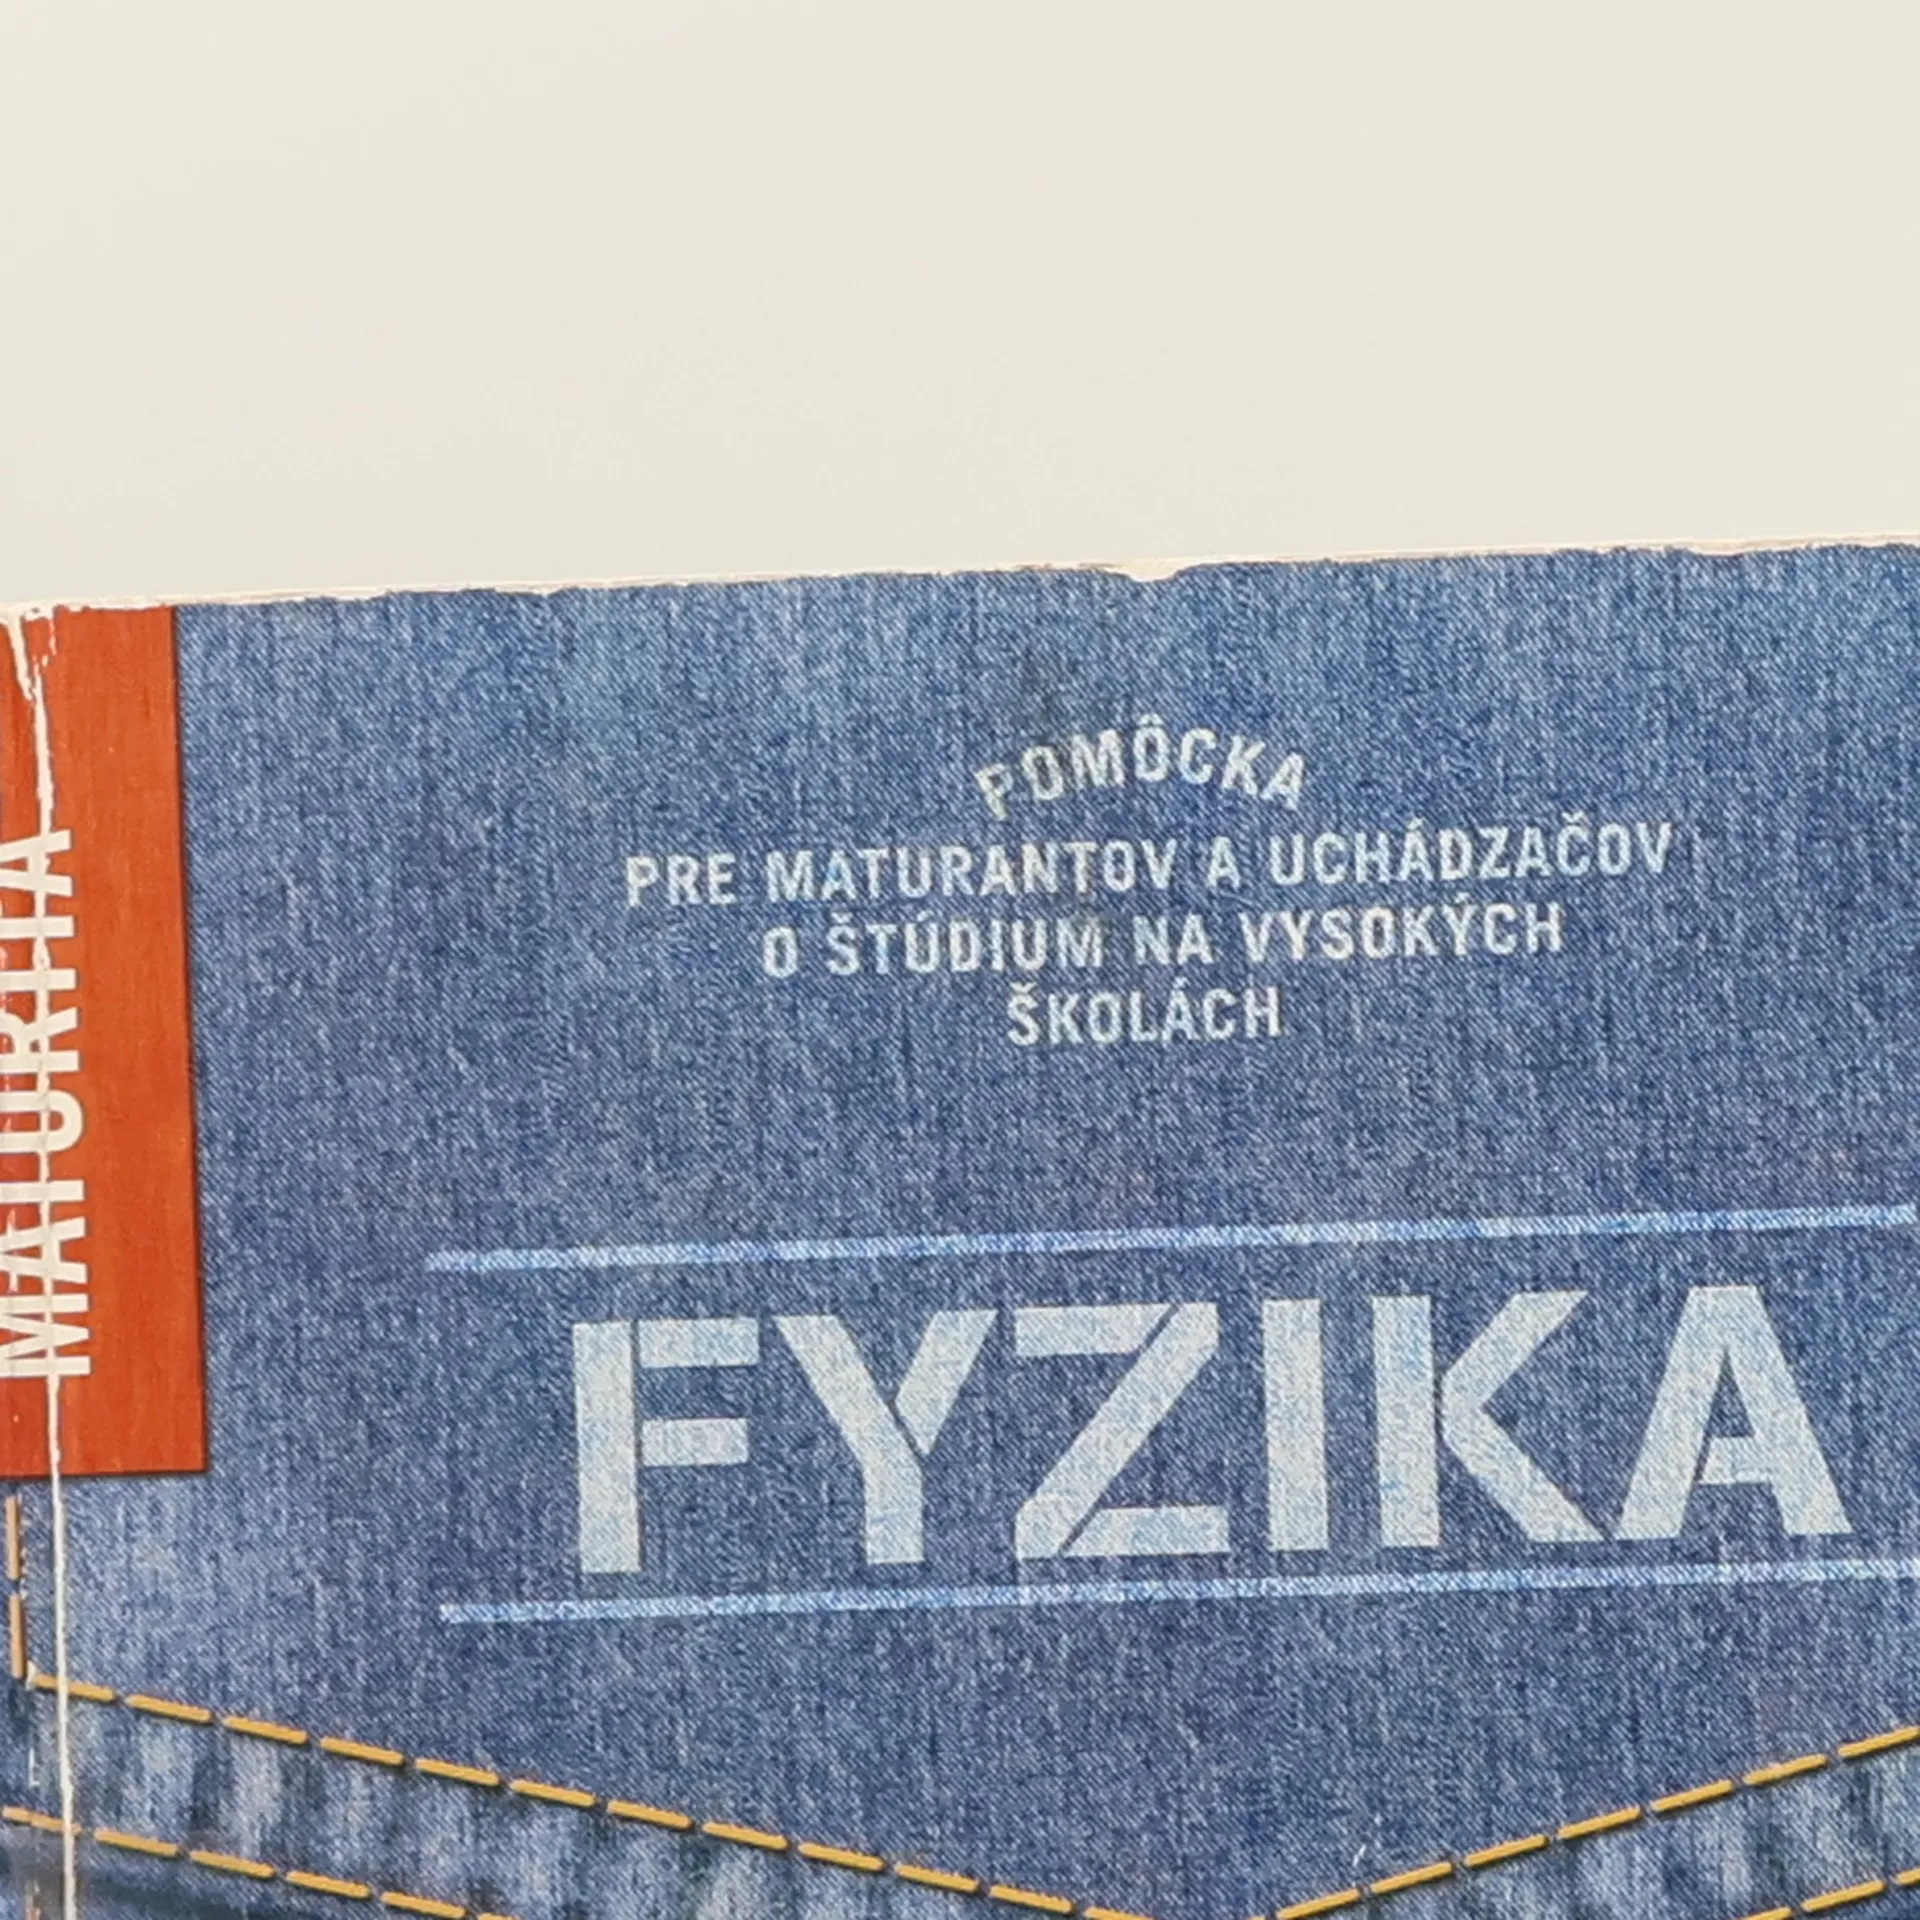 POMÔCKA
PRE MATURANTOV A UCHÁDZAČOV
O ŠTÚDIUM NA VYSOKÝCH
ŠKOLÁCH
FYZIKA
MATURITA